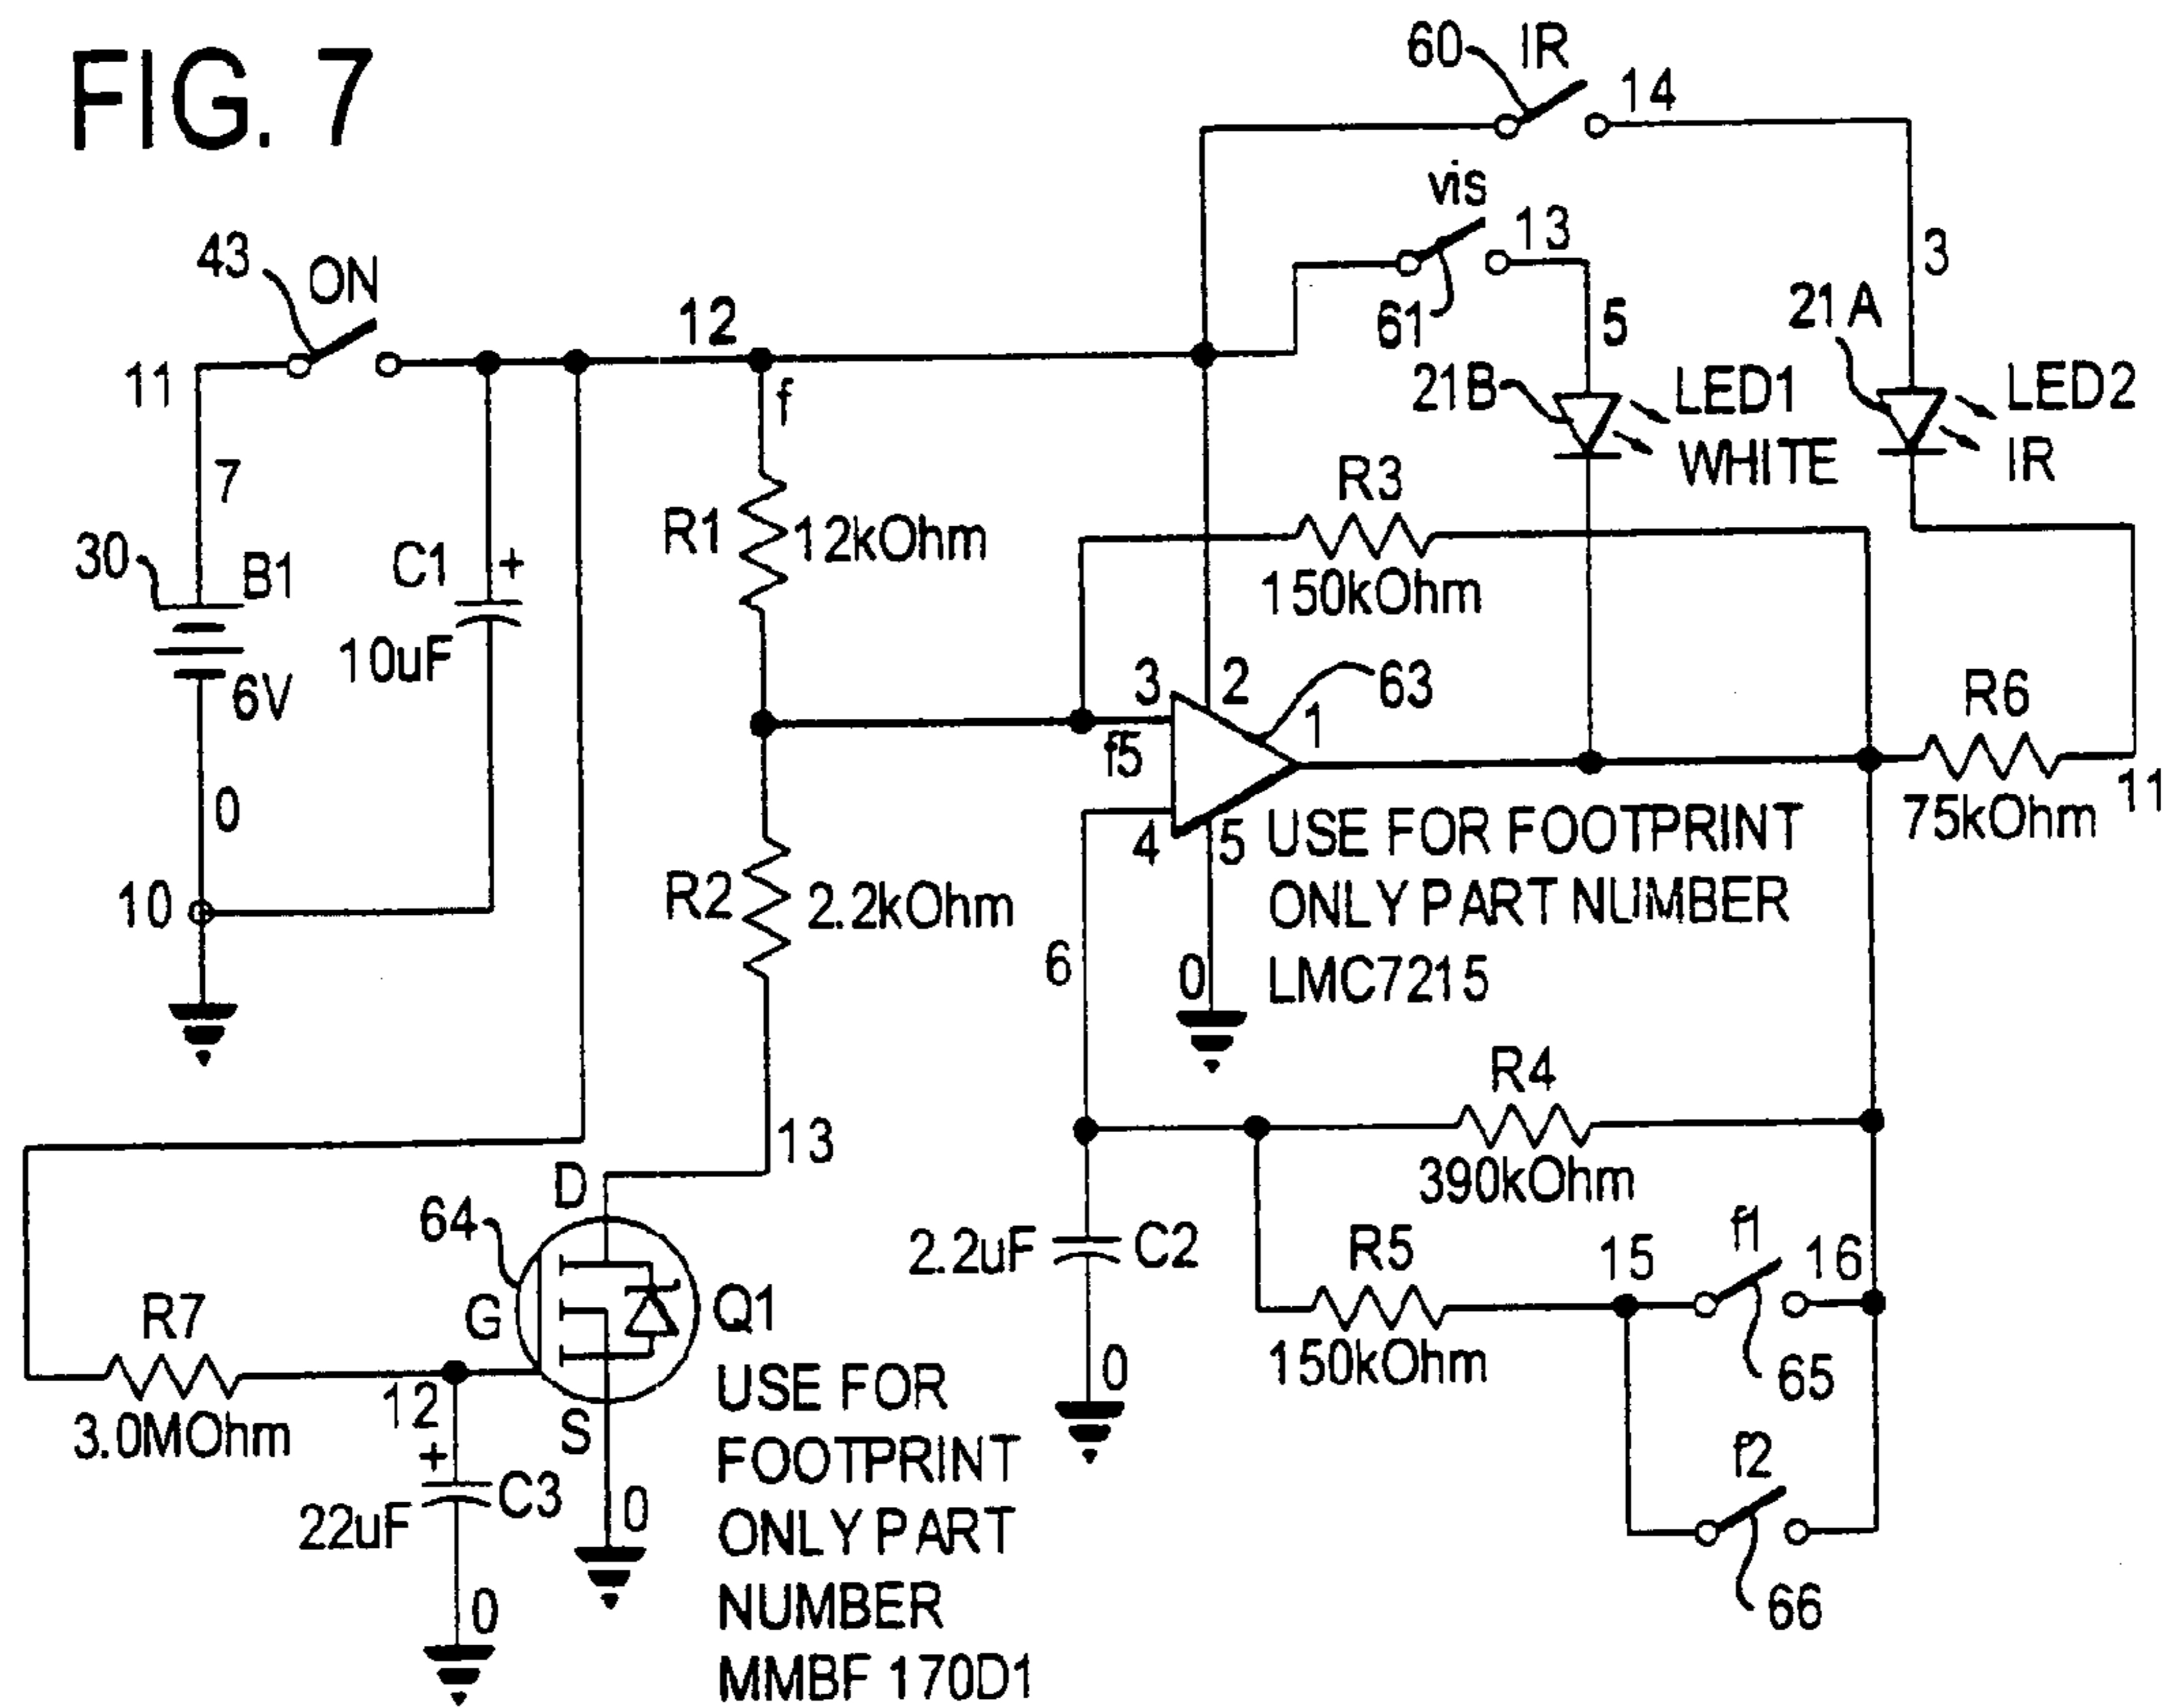 FIG. 7
60 IR
14
vis
13
61
43 ON
12
11
f
5
3
21A
21B
LED1
WHITE
LED2
IR
7
30
B1
6V
C1 +
10uF
R1 12kOhm
R3
150kOhm
3
2
63
1
f5
4
5
R6
75kOhm
11
USE FOR FOOTPRINT
ONLY PART NUMBER
LMC7215
0
10
R2 2.2kOhm
6
0
13
R4
390kOhm
D
64
G
Q1
S
0
R7
3.0MOhm
12
+
C3
22uF
0
USE FOR
FOOTPRINT
ONLY PART
NUMBER
MMBF 170D1
2.2uF C2
0
R5
150kOhm
15
f1
16
65
f2
66